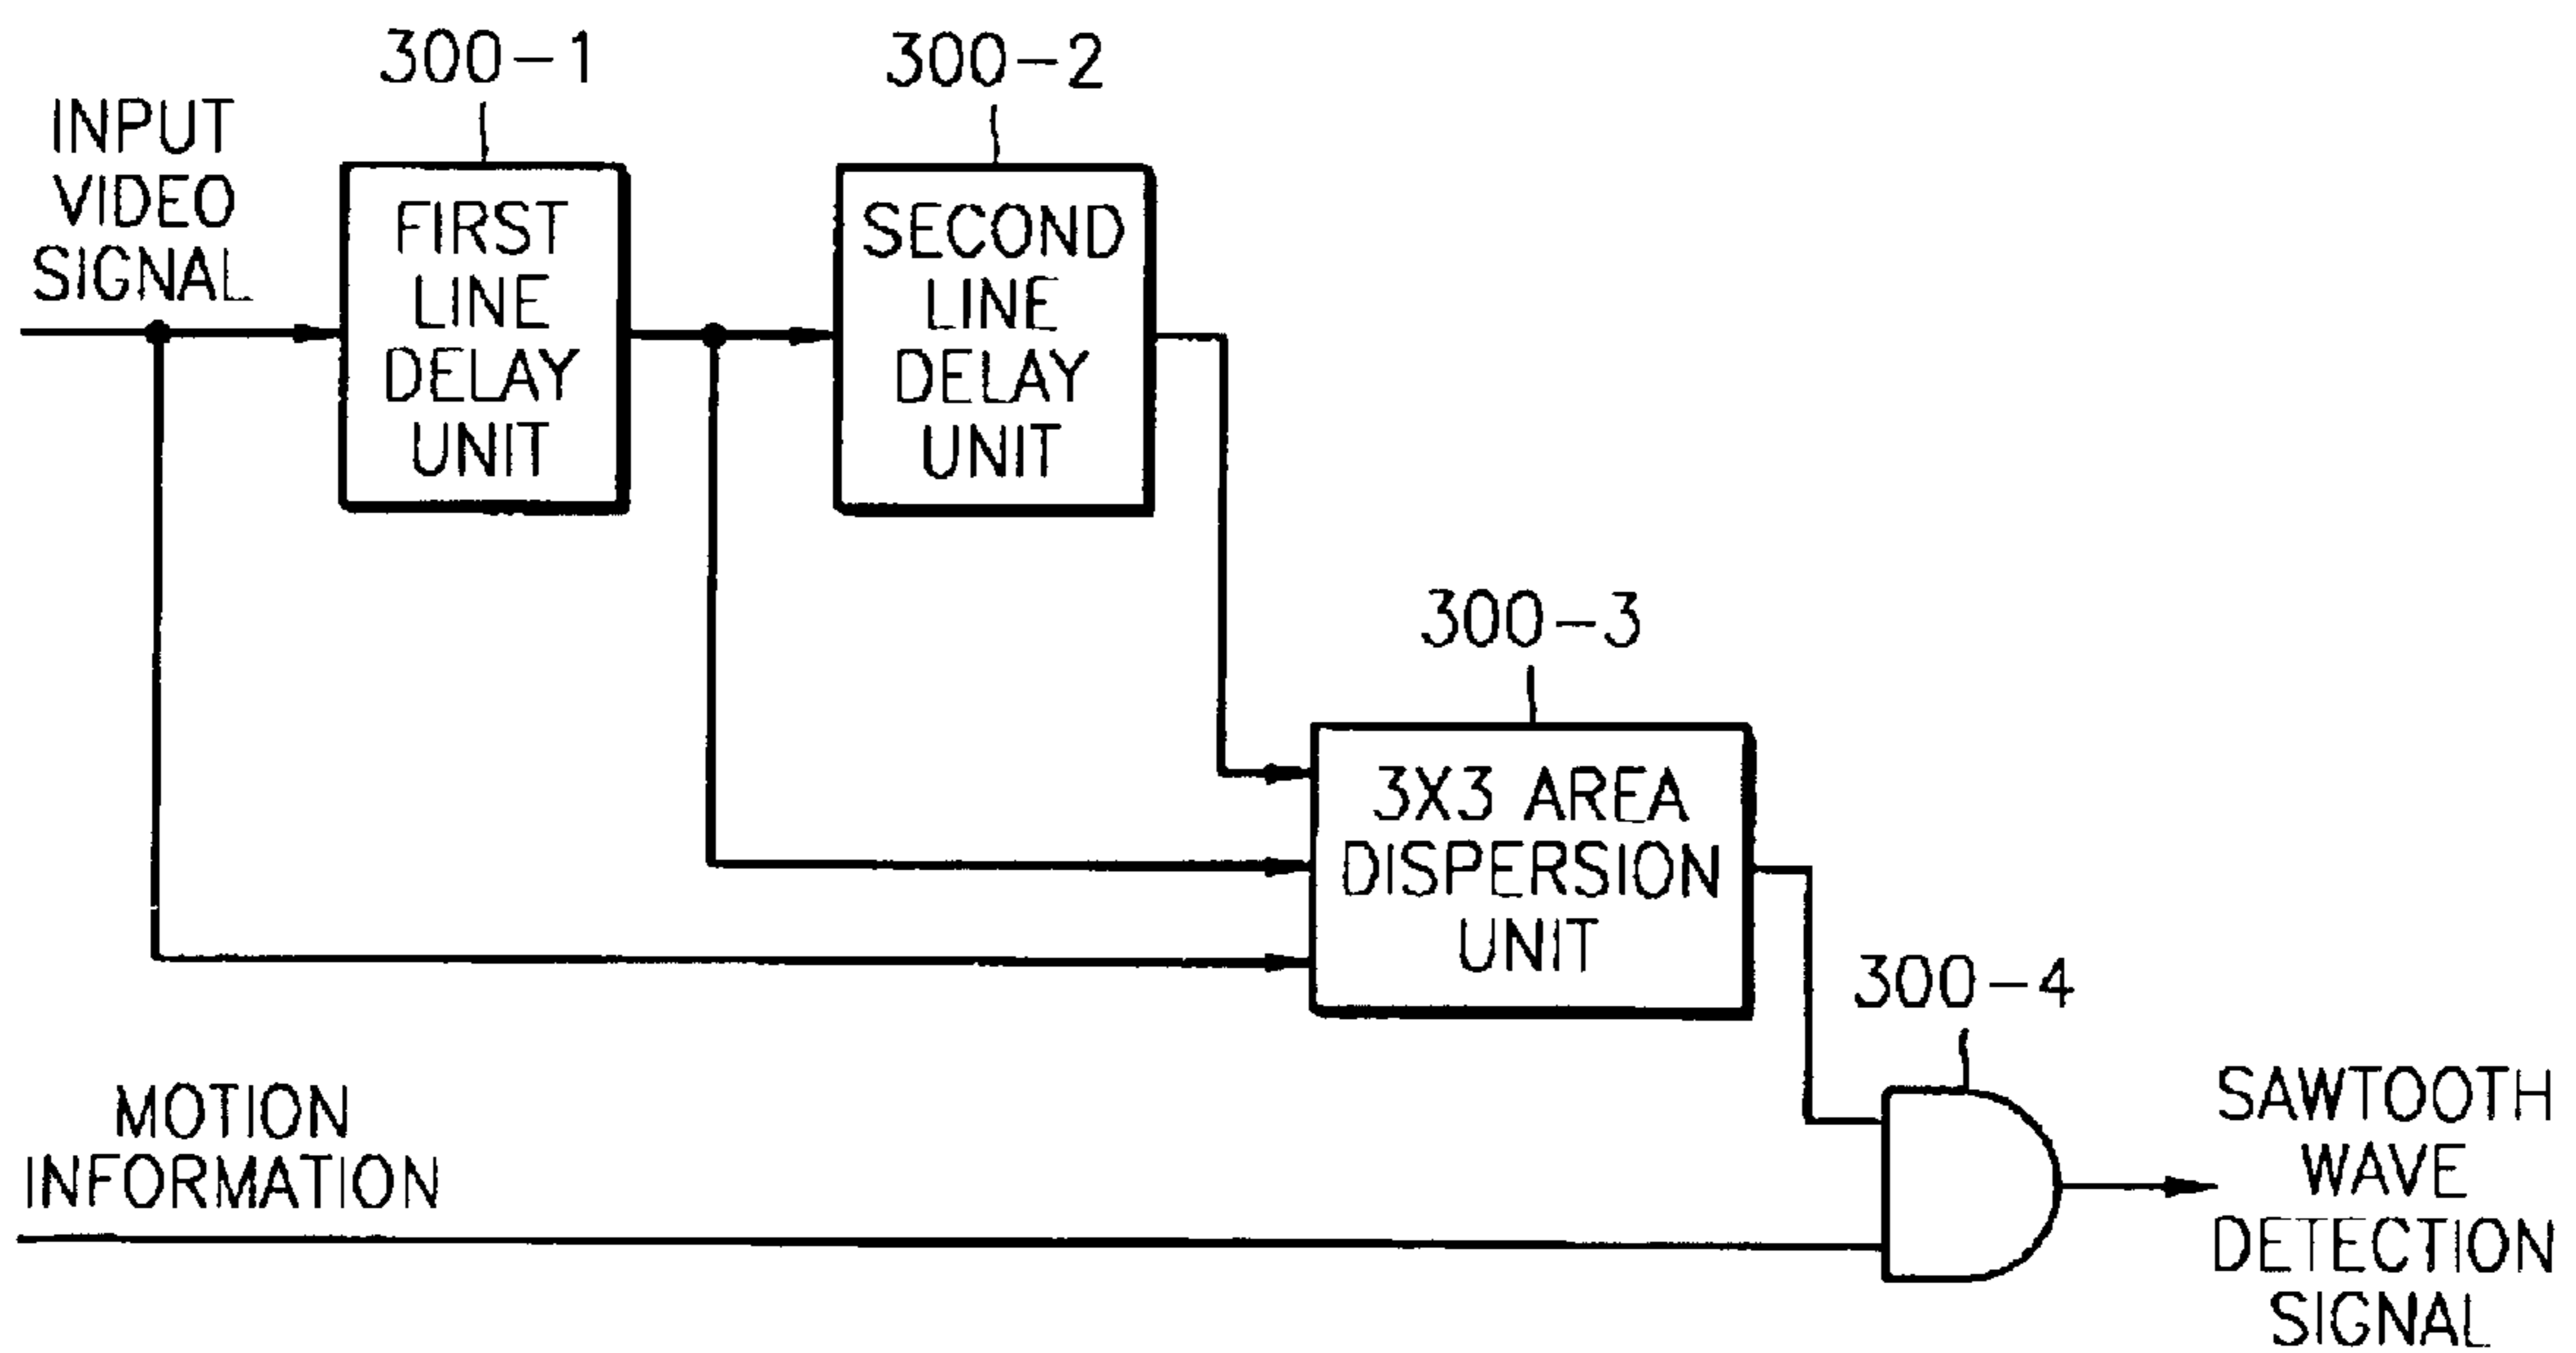 300-1
300-2
INPUT
VIDEO
SIGNAL
FIRST
LINE
DELAY
UNIT
SECOND
LINE
DELAY
UNIT
300-3
3X3 AREA
DISPERSION
UNIT
300-4
MOTION
INFORMATION
SAWTOOTH
WAVE
DETECTION
SIGNAL